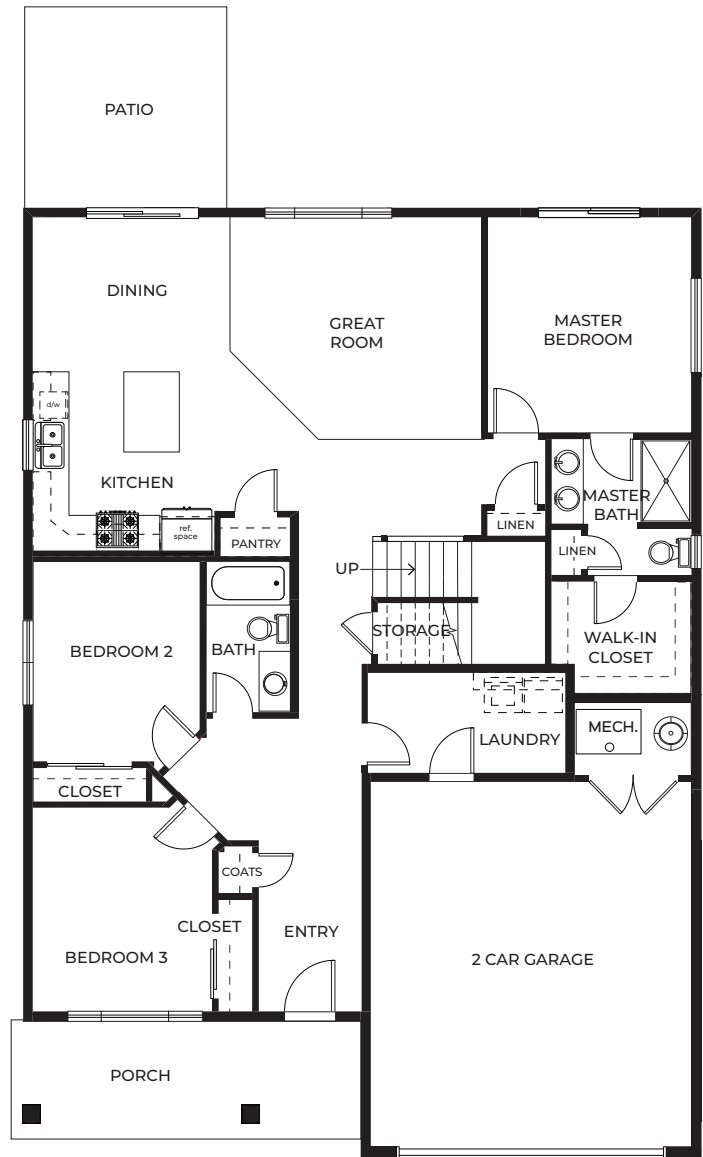 PATIO
DINING
GREAT
ROOM
MASTER
BEDROOM
d/w
KITCHEN
MASTER
BATH
ref.
space
PANTRY
LINEN
LINEN
UP
STORAGE
BEDROOM 2
BATH
WALK-IN
CLOSET
MECH.
LAUNDRY
CLOSET
COATS
CLOSET
ENTRY
BEDROOM 3
2 CAR GARAGE
PORCH